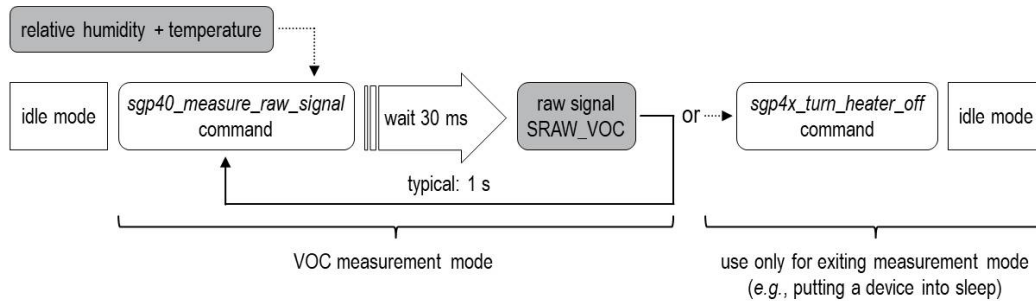 relative humidity + temperature
idle mode
sgp40_measure_raw_signal
command
wait 30 ms
raw signal
SRAW_VOC
or
sgp4x_turn_heater_off
command
idle mode
typical: 1 s
VOC measurement mode
use only for exiting measurement mode
(e.g., putting a device into sleep)